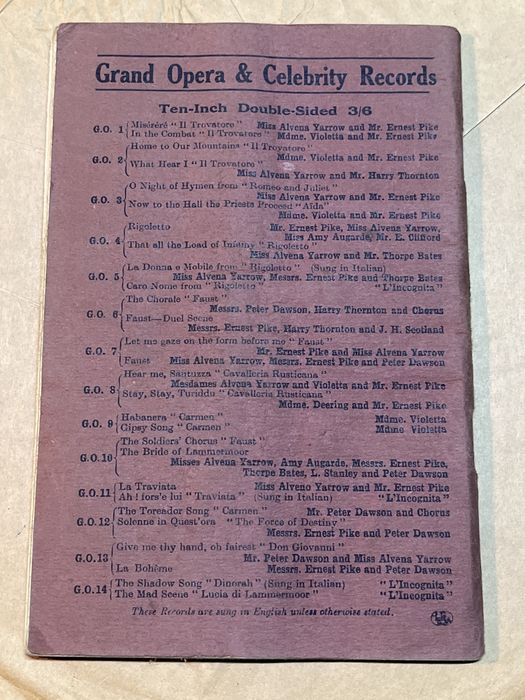 Grand Opera & Celebrity Records
Ten-Inch Double-Sided 3/6
G.O. 1 Miséréré "Il Trovatore" Miss Alvena Yarrow and Mr. Ernest Pike
In the Combat "Il Trovatore" Mdme. Violetta and Mr. Ernest Pike
G.O. 2 Home to Our Mountains "Il Trovatore"
Mdme. Violetta and Mr. Ernest Pike
What Hear I "Il Trovatore"
Miss Alvena Yarrow and Mr. Harry Thornton
G.O. 3 O Night of Hymen from "Romeo and Juliet"
Miss Alvena Yarrow and Mr. Ernest Pike
Now to the Hall the Priests Proceed "Aïda"
Mdme. Violetta and Mr. Ernest Pike
G.O. 4 Rigoletto Mr. Ernest Pike, Miss Alvena Yarrow,
Miss Amy Augarde, Mr. E. Clifford
That all the Load of Infamy "Rigoletto"
Miss Alvena Yarrow and Mr. Thorpe Bates
G.O. 5 La Donna e Mobile from "Rigoletto" (Sung in Italian)
Miss Alvena Yarrow, Messrs. Ernest Pike and Thorpe Bates
Caro Nome from "Rigoletto" "L'Incognita"
G.O. 6 The Chorale "Faust"
Messrs. Peter Dawson, Harry Thornton and Chorus
Faust—Duel Scene
Messrs. Ernest Pike, Harry Thornton and J. H. Scotland
G.O. 7 Let me gaze on the form before me "Faust"
Mr. Ernest Pike and Miss Alvena Yarrow
Faust Miss Alvena Yarrow, Messrs. Ernest Pike and Peter Dawson
G.O. 8 Hear me, Santuzza "Cavalleria Rusticana"
Mesdames Alvena Yarrow and Violetta and Mr. Ernest Pike
Stay, Stay, Turiddu "Cavalleria Rusticana"
Mdme. Deering and Mr. Ernest Pike
G.O. 9 Habanera "Carmen" Mdme. Violetta
Gipsy Song "Carmen" Mdme Violetta
G.O.10 The Soldiers' Chorus "Faust"
The Bride of Lammermoor
Misses Alvena Yarrow, Amy Augarde, Messrs. Ernest Pike,
Thorpe Bates, L. Stanley and Peter Dawson
G.O.11 La Traviata Miss Alveno Yarrow and Mr. Ernest Pike
Ah! fors'e lui "Traviata" (Sung in Italian) "L'Incognita"
G.O.12 The Toreador Song "Carmen" Mr. Peter Dawson and Chorus
Solenne in Quest'ora "The Force of Destiny"
Messrs. Ernest Pike and Peter Dawson
G.O.13 Give me thy hand, oh fairest "Don Giovanni"
Mr. Peter Dawson and Miss Alvena Yarrow
La Bohême Messrs. Ernest Pike and Peter Dawson
G.O.14 The Shadow Song "Dinorah" (Sung in Italian) "L'Incognita"
The Mad Scene "Lucia di Lammermoor" "L'Incognita"
These Records are sung in English unless otherwise stated.